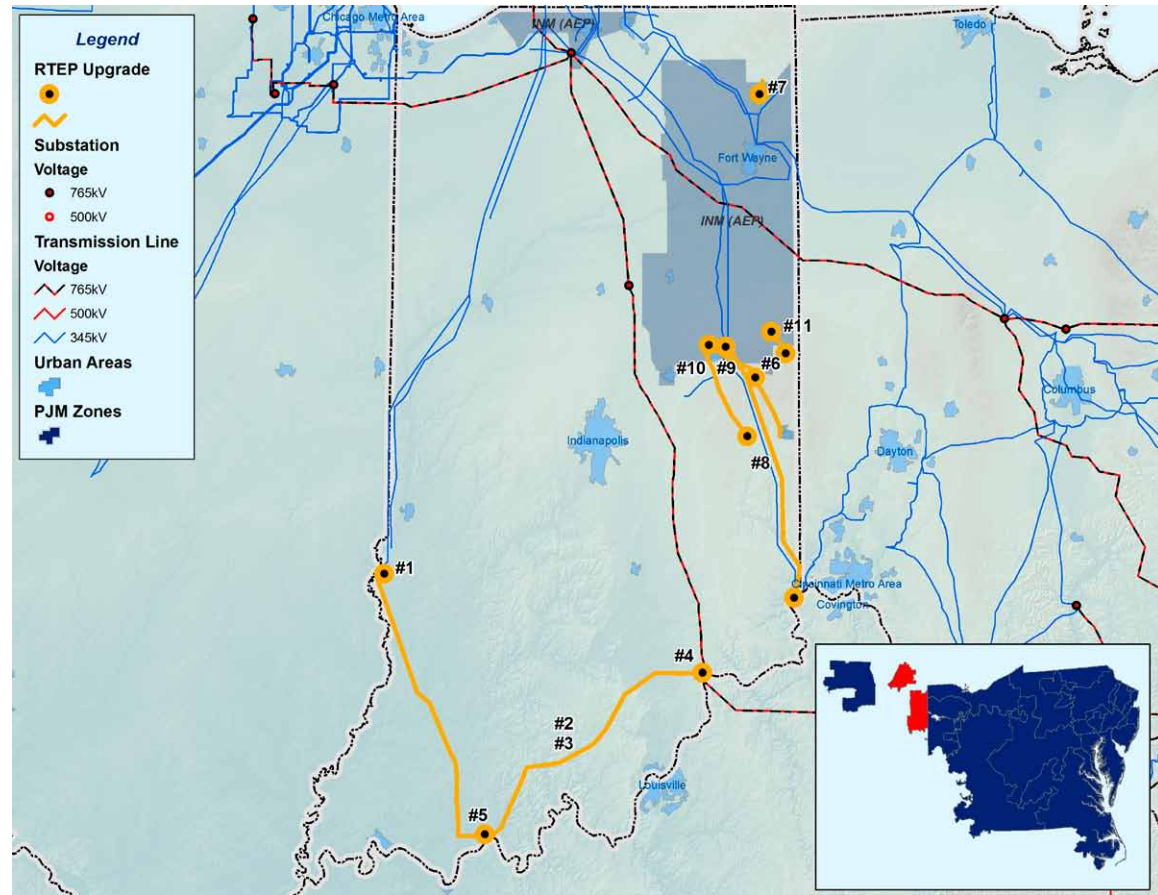 Legend
RTEP Upgrade
Substation
Voltage
765kV
500kV
Transmission Line
Voltage
765kV
500kV
345kV
Urban Areas
PJM Zones
Chicago Metro Area
INM (AEP)
Toledo
#7
Fort Wayne
INM (AEP)
#11
#10
#9
#6
Columbus
Indianapolis
Dayton
#8
#1
Cincinnati Metro Area
Covington
#4
#2
#3
Louisville
#5